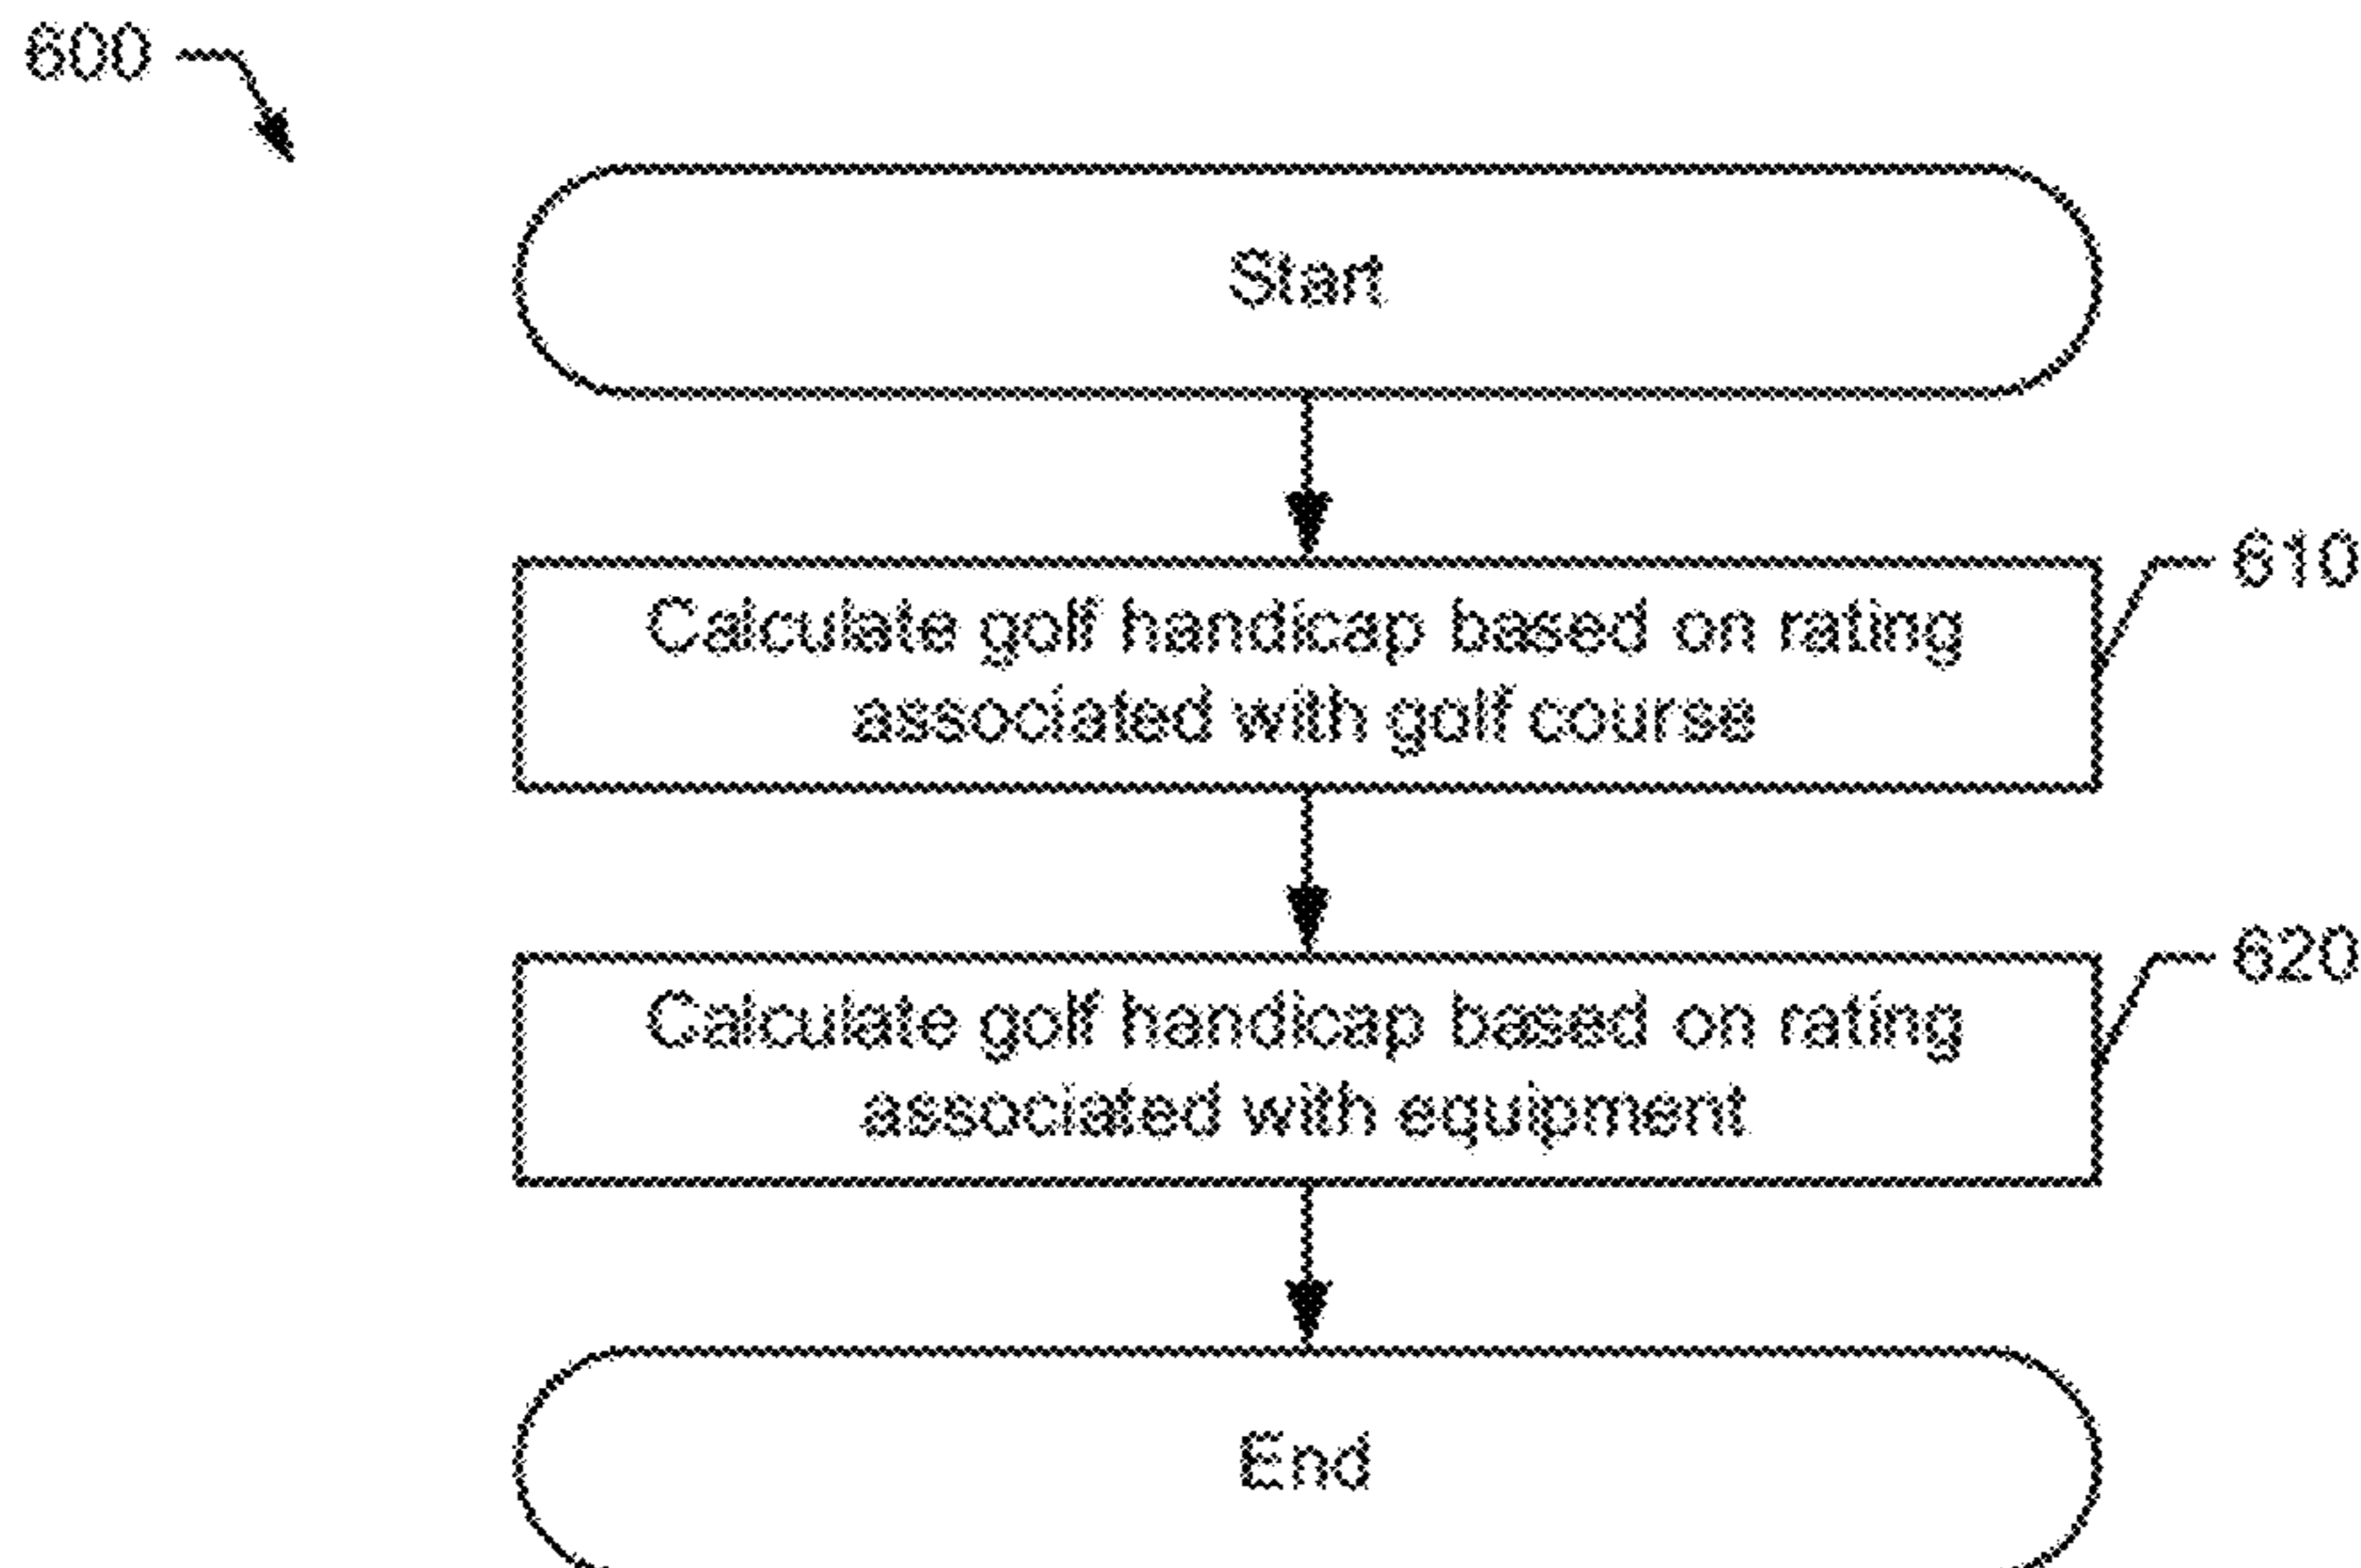 600
Start
610
Calculate golf handicap based on rating
associated with golf course
620
Calculate golf handicap based on rating
associated with equipment
End